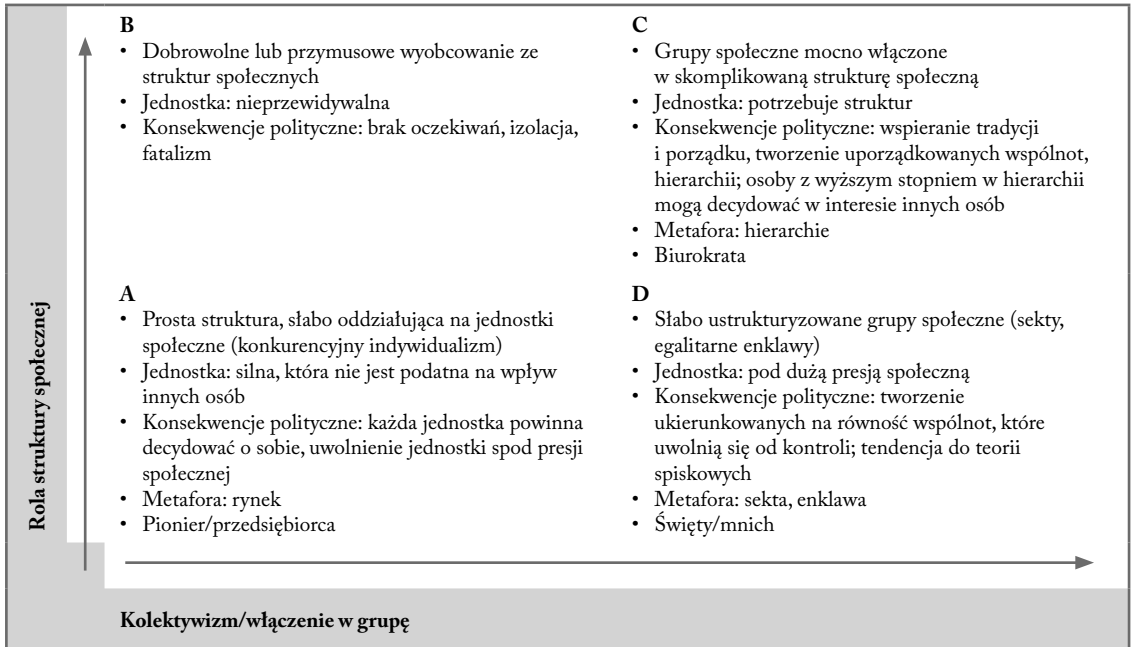 B
• Dobrowolne lub przymusowe wyobcowanie ze
struktur społecznych
• Jednostka: nieprzewidywalna
• Konsekwencje polityczne: brak oczekiwań, izolacja,
fatalizm
C
• Grupy społeczne mocno włączone
w skomplikowaną strukturę społeczną
• Jednostka: potrzebuje struktur
• Konsekwencje polityczne: wspieranie tradycji
i porządku, tworzenie uporządkowanych wspólnot,
hierarchii; osoby z wyższym stopniem w hierarchii
mogą decydować w interesie innych osób
• Metafora: hierarchie
• Biurokrata
A
• Prosta struktura, słabo oddziałująca na jednostki
społeczne (konkurencyjny indywidualizm)
• Jednostka: silna, która nie jest podatna na wpływ
innych osób
• Konsekwencje polityczne: każda jednostka powinna
decydować o sobie, uwolnienie jednostki spod presji
społecznej
• Metafora: rynek
• Pionier/przedsiębiorca
D
• Słabo ustrukturyzowane grupy społeczne (sekty,
egalitarne enklawy)
• Jednostka: pod dużą presją społeczną
• Konsekwencje polityczne: tworzenie
ukierunkowanych na równość wspólnot, które
uwolnią się od kontroli; tendencja do teorii
spiskowych
• Metafora: sekta, enklawa
• Święty/mnich
Rola struktury społecznej
Kolektywizm/włączenie w grupę